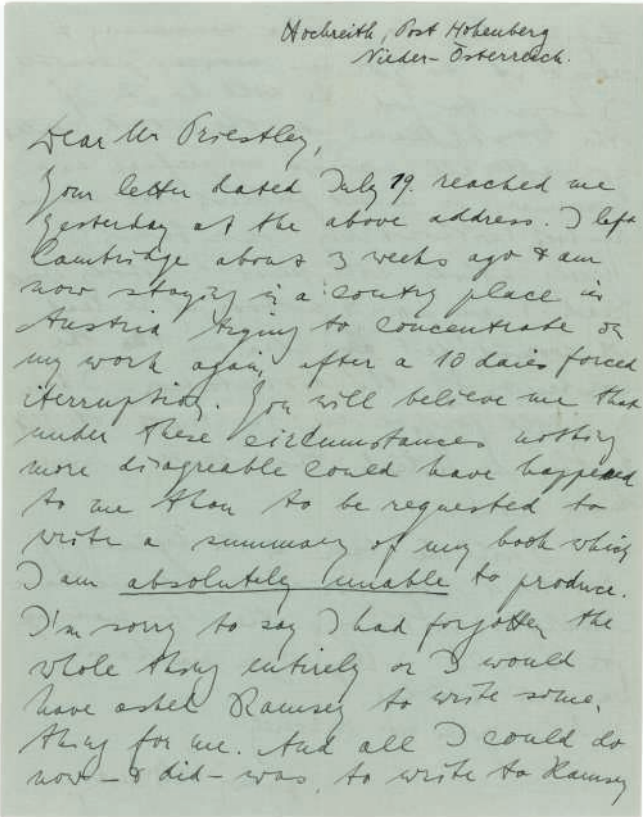 Hochreith, Post Hohenberg
Nieder-Österreich.
Dear Mr Priestley,
Your letter dated July 19. reached me
yesterday at the above address. I left
Cambridge about 3 weeks ago & am
now staying in a contry place in
Austria trying to concentrate on
my work again, after a 10 daies forced
iterruption. You will believe me that
under these circumstances nothing
more disagreable could have happened
to me than to be requested to
write a summary of my book which
I am absolutely unable to produce.
I'm sorry to say I had forgotten the
whole thing entirely or I would
have asked Ramsey to write some,
thing for me. And all I could do
now – & did – was, to write to Ramsey